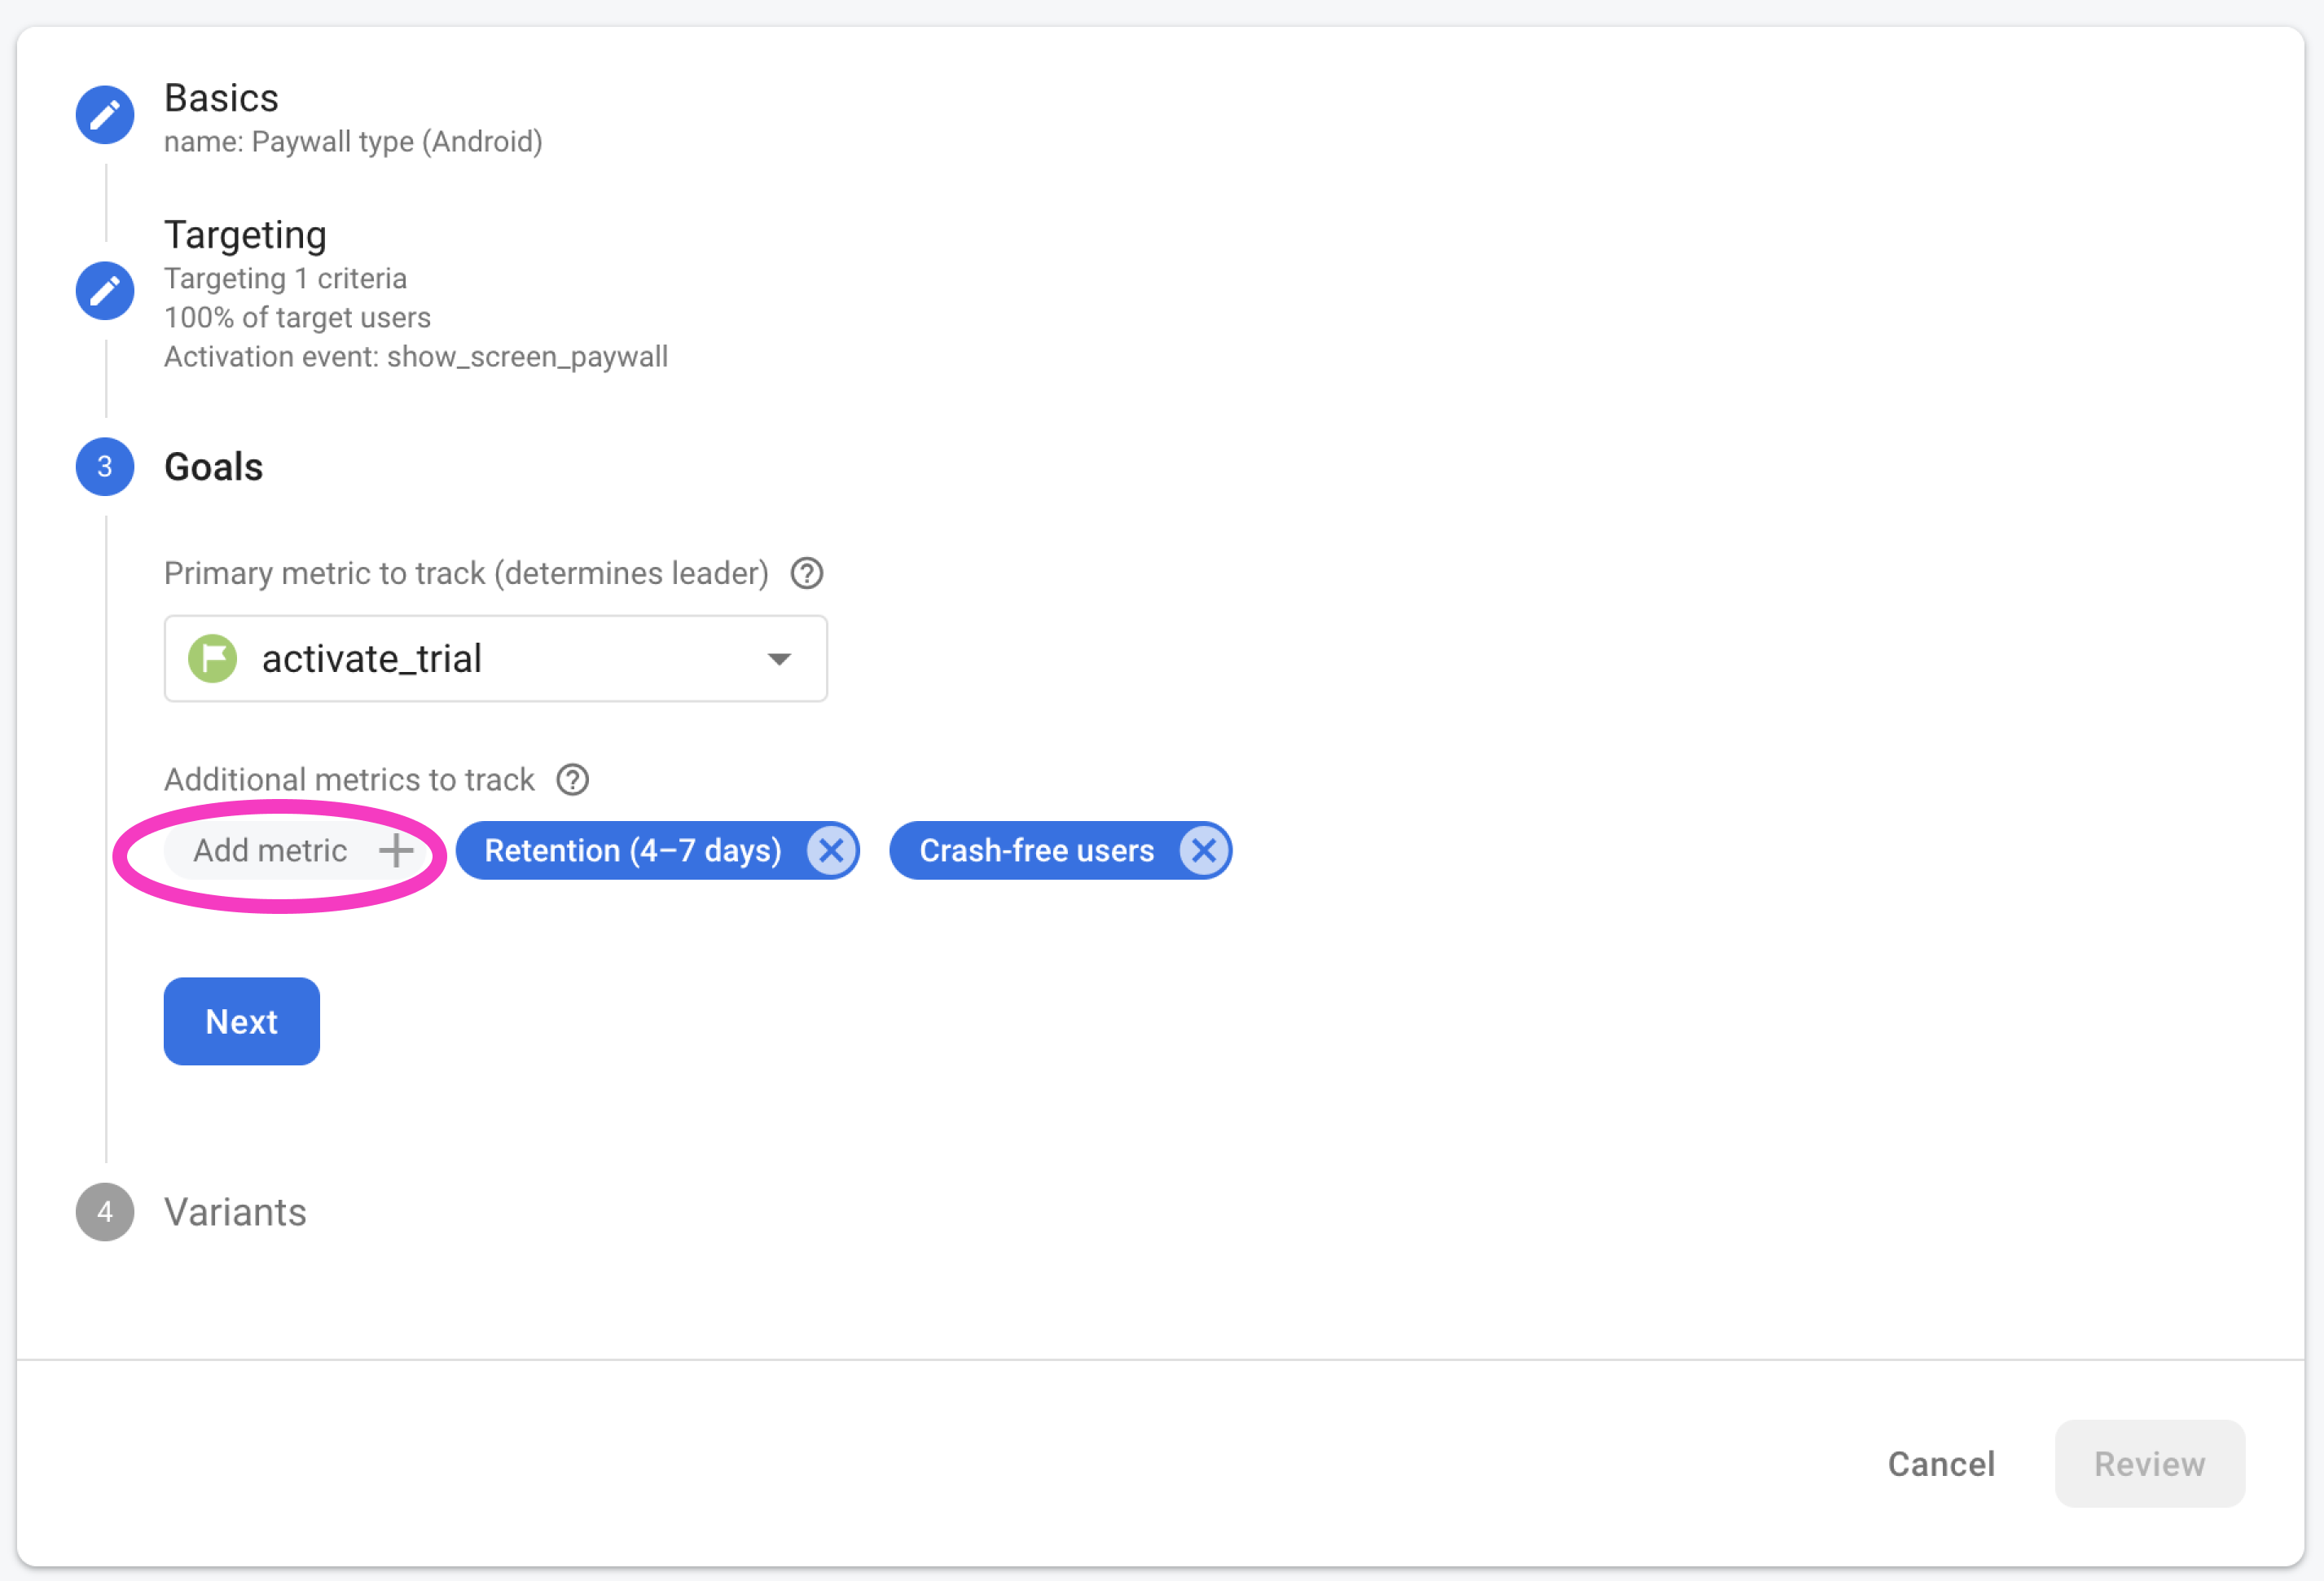 Basics
name: Paywall type (Android)
Targeting
Targeting 1 criteria
100% of target users
Activation event: show_screen_paywall
3 Goals
Primary metric to track (determines leader) ?
activate_trial
Additional metrics to track ?
Add metric + Retention (4–7 days) Crash-free users
Next
4 Variants
Cancel Review